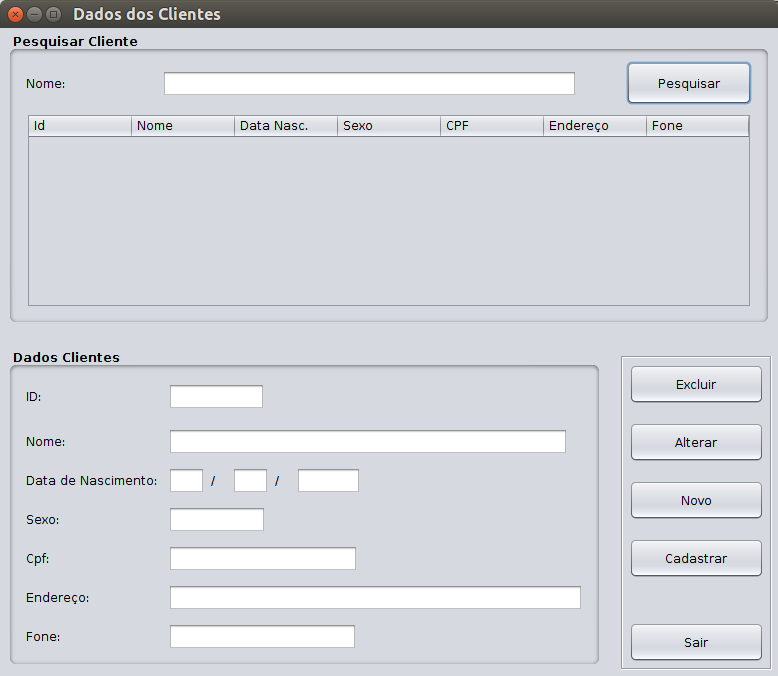 Dados dos Clientes
Pesquisar Cliente
Nome:
Pesquisar
Id Nome Data Nasc. Sexo CPF Endereço Fone
Dados Clientes
ID:
Nome:
Data de Nascimento: / /
Sexo:
Cpf:
Endereço:
Fone:
Excluir
Alterar
Novo
Cadastrar
Sair